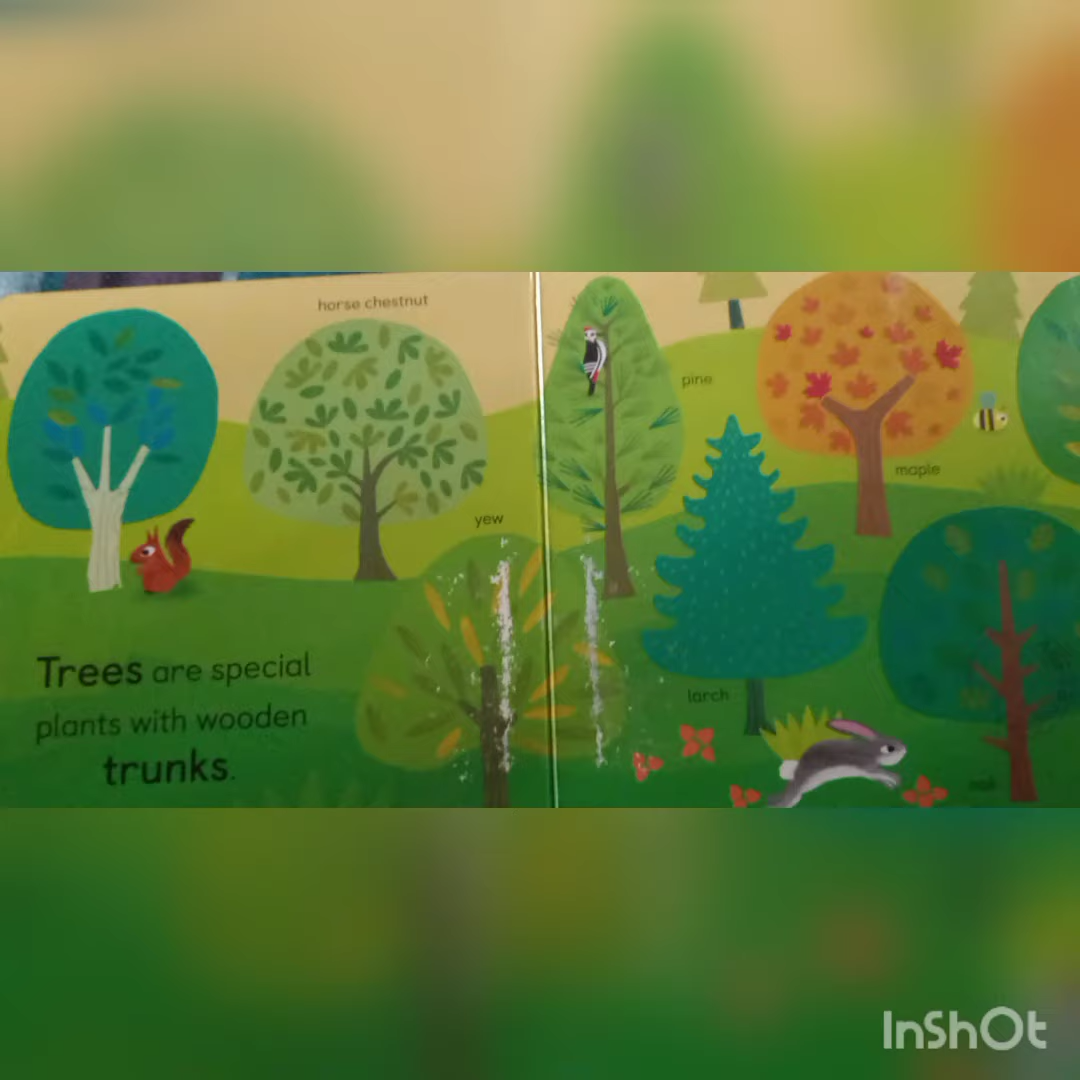 horse chestnut
pine
maple
yew
Trees are special
plants with wooden
trunks.
larch
InShOt